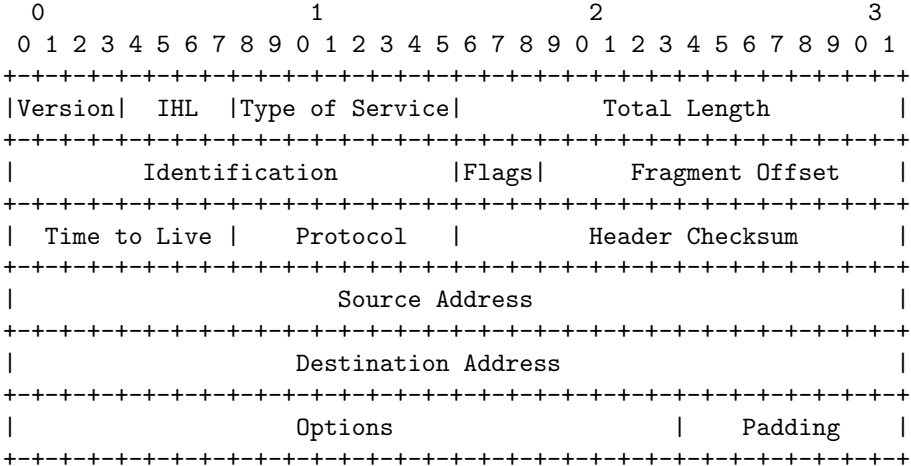 0                   1                   2                   3
 0 1 2 3 4 5 6 7 8 9 0 1 2 3 4 5 6 7 8 9 0 1 2 3 4 5 6 7 8 9 0 1
+-+-+-+-+-+-+-+-+-+-+-+-+-+-+-+-+-+-+-+-+-+-+-+-+-+-+-+-+-+-+-+-+
|Version|  IHL  |Type of Service|          Total Length         |
+-+-+-+-+-+-+-+-+-+-+-+-+-+-+-+-+-+-+-+-+-+-+-+-+-+-+-+-+-+-+-+-+
|         Identification        |Flags|      Fragment Offset    |
+-+-+-+-+-+-+-+-+-+-+-+-+-+-+-+-+-+-+-+-+-+-+-+-+-+-+-+-+-+-+-+-+
|  Time to Live |    Protocol   |         Header Checksum       |
+-+-+-+-+-+-+-+-+-+-+-+-+-+-+-+-+-+-+-+-+-+-+-+-+-+-+-+-+-+-+-+-+
|                       Source Address                          |
+-+-+-+-+-+-+-+-+-+-+-+-+-+-+-+-+-+-+-+-+-+-+-+-+-+-+-+-+-+-+-+-+
|                    Destination Address                        |
+-+-+-+-+-+-+-+-+-+-+-+-+-+-+-+-+-+-+-+-+-+-+-+-+-+-+-+-+-+-+-+-+
|                    Options                    |    Padding    |
+-+-+-+-+-+-+-+-+-+-+-+-+-+-+-+-+-+-+-+-+-+-+-+-+-+-+-+-+-+-+-+-+